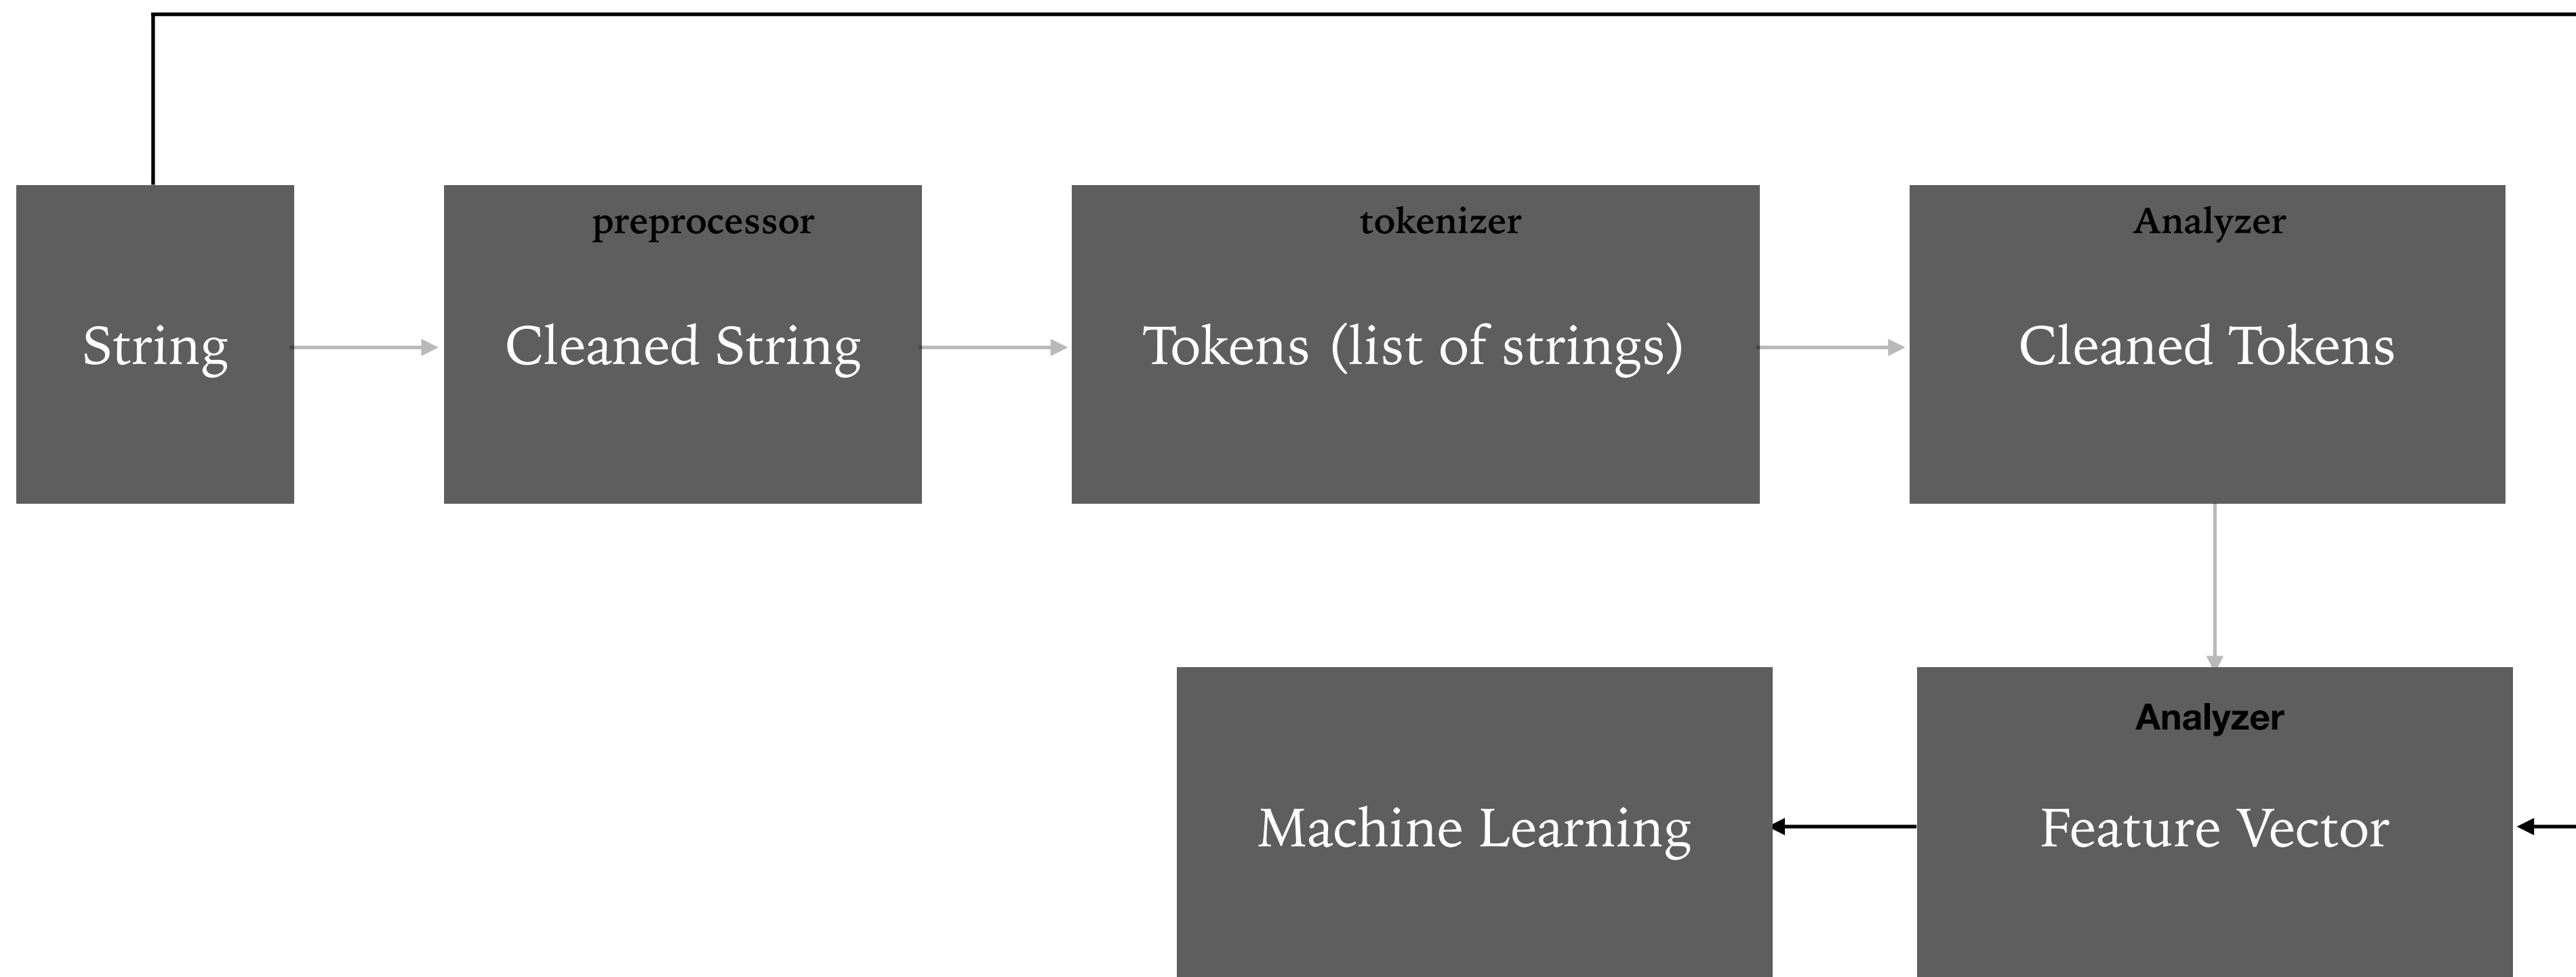 preprocessor
tokenizer
Analyzer
String
Cleaned String
Tokens (list of strings)
Cleaned Tokens
Analyzer
Machine Learning
Feature Vector